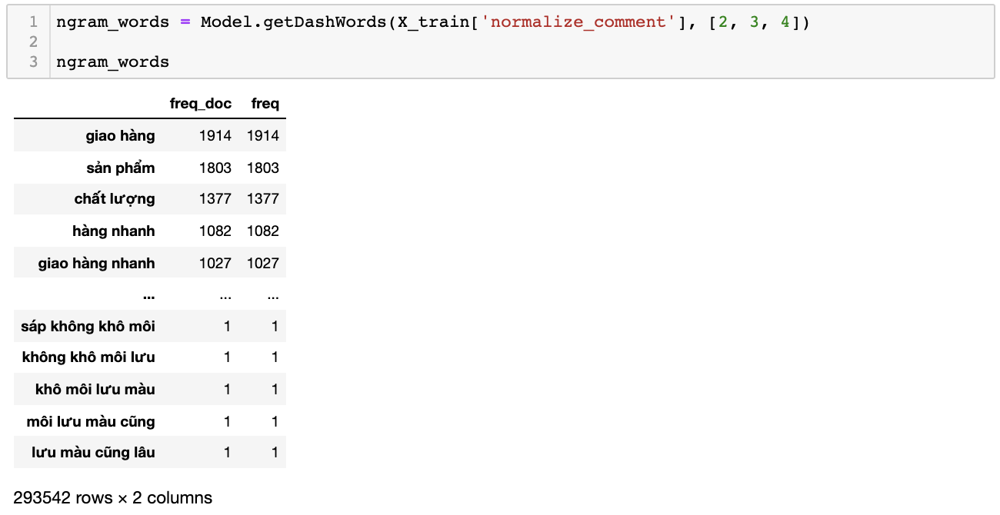 1 ngram_words = Model.getDashWords(X_train['normalize_comment'], [2, 3, 4])
2
3 ngram_words
freq_doc freq
giao hàng 1914 1914
sản phẩm 1803 1803
chất lượng 1377 1377
hàng nhanh 1082 1082
giao hàng nhanh 1027 1027
... ... ...
sáp không khô môi 1 1
không khô môi lưu 1 1
khô môi lưu màu 1 1
môi lưu màu cũng 1 1
lưu màu cũng lâu 1 1
293542 rows × 2 columns